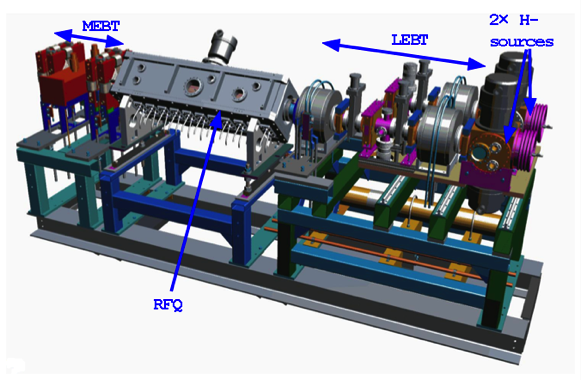 MEBT
LEBT
2× H-
sources
RFQ